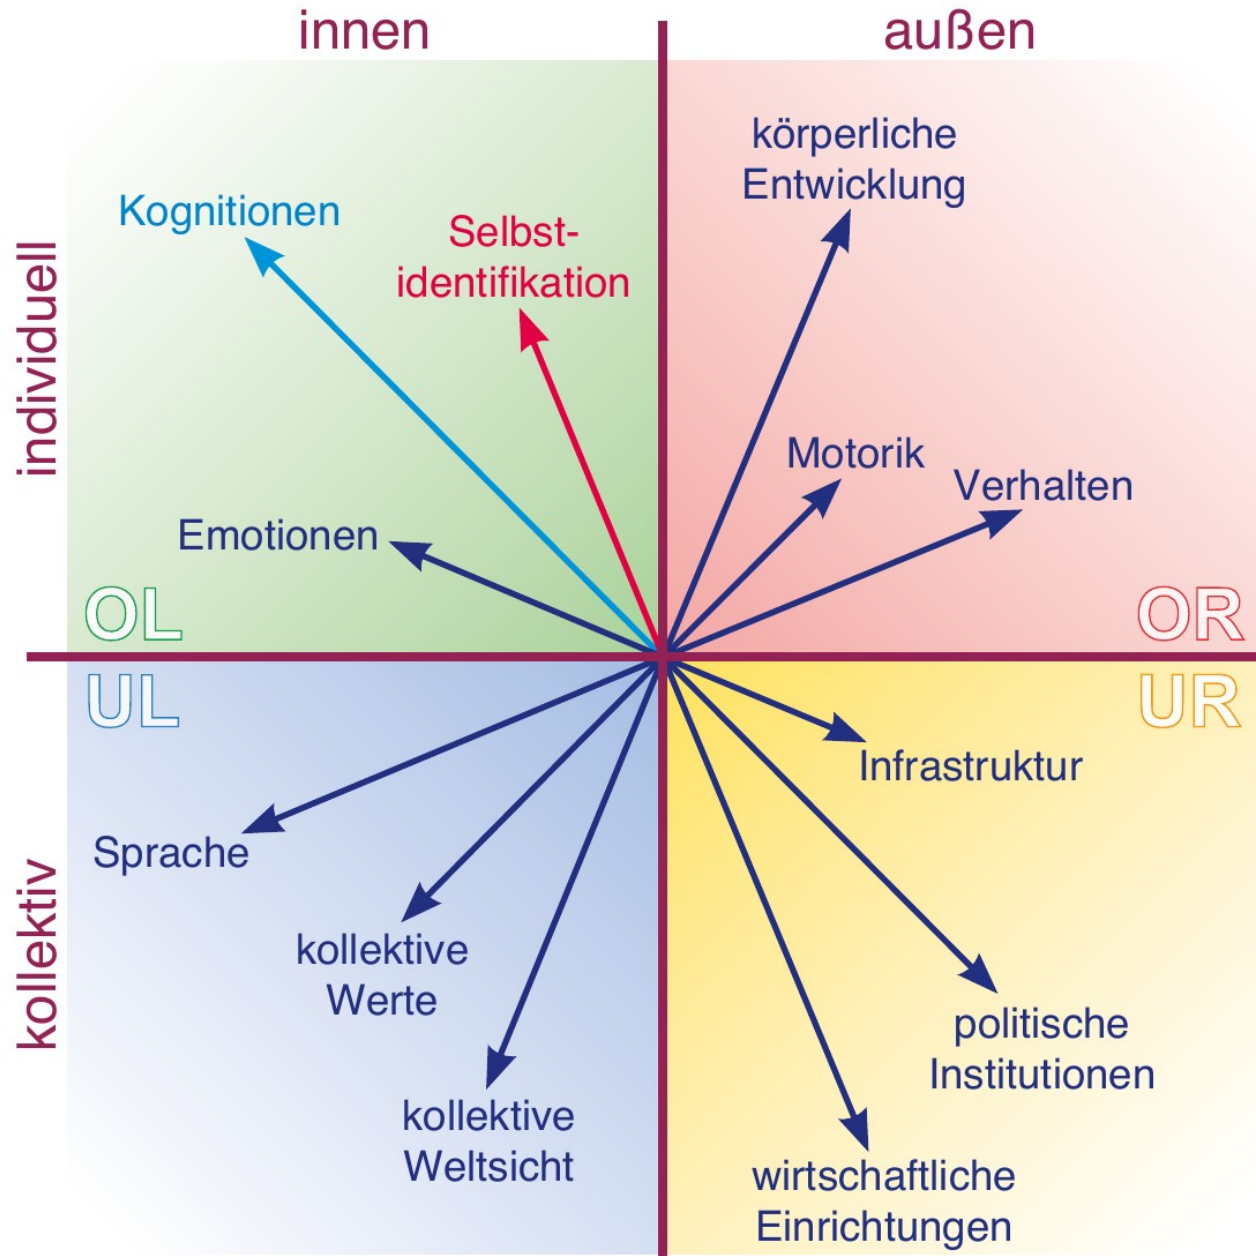 innen
außen
individuell
kollektiv
Kognitionen
Selbst-
identifikation
Emotionen
OL
körperliche
Entwicklung
Motorik
Verhalten
OR
UL
Sprache
kollektive
Werte
kollektive
Weltsicht
UR
Infrastruktur
politische
Institutionen
wirtschaftliche
Einrichtungen